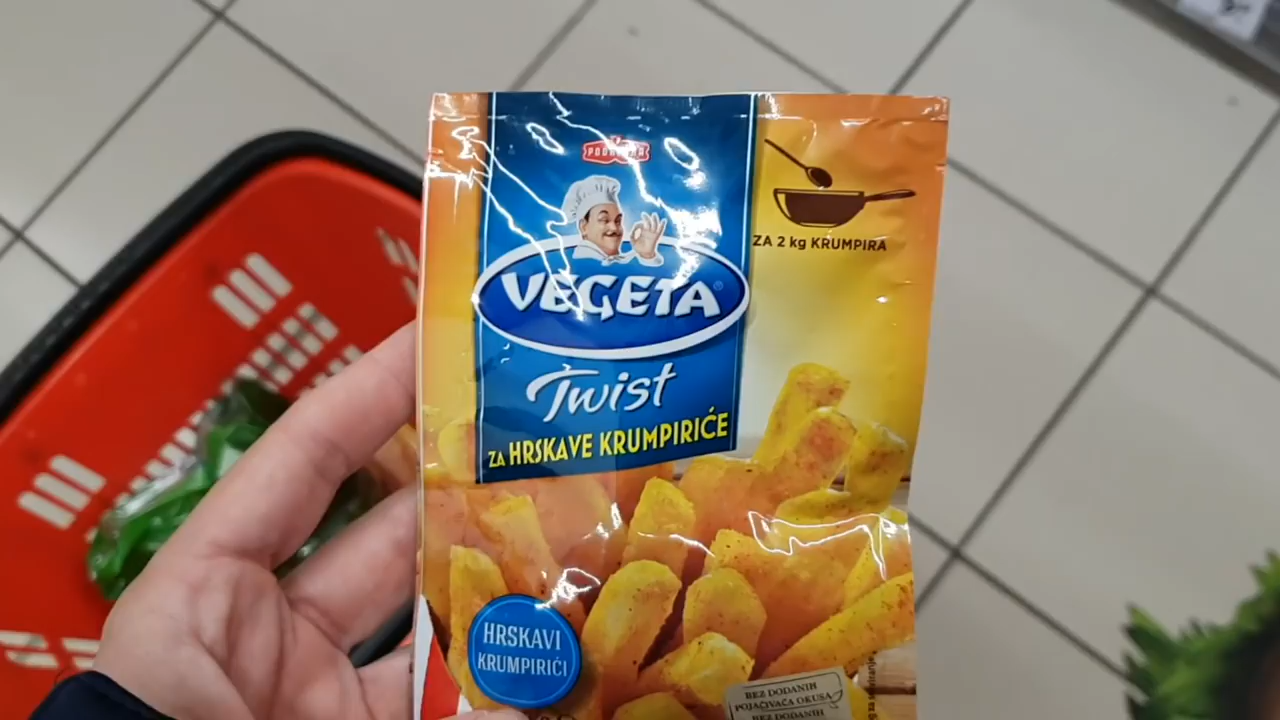 PODRAVKA
ZA 2 kg KRUMPIRA
VEGETA®
Twist
ZA HRSKAVE KRUMPIRIĆE
HRSKAVI
KRUMPIRIĆI
BEZ DODANIH
POJAČIVAČA OKUSA
BEZ DODANIH